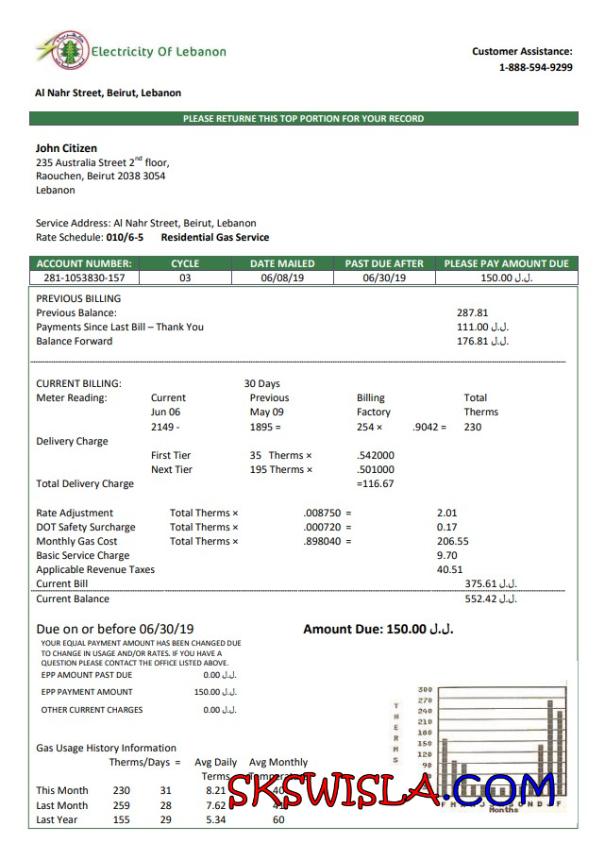 Electricity Of Lebanon
Customer Assistance:
1-888-594-9299
Al Nahr Street, Beirut, Lebanon
PLEASE RETURNE THIS TOP PORTION FOR YOUR RECORD
John Citizen
235 Australia Street 2nd floor,
Raouchen, Beirut 2038 3054
Lebanon
Service Address: Al Nahr Street, Beirut, Lebanon
Rate Schedule: 010/6-5 Residential Gas Service
ACCOUNT NUMBER: CYCLE DATE MAILED PAST DUE AFTER PLEASE PAY AMOUNT DUE
281-1053830-157 03 06/08/19 06/30/19 150.00 ل.ل.
PREVIOUS BILLING
Previous Balance: 287.81
Payments Since Last Bill – Thank You 111.00 ل.ل.
Balance Forward 176.81 ل.ل.
CURRENT BILLING: 30 Days
Meter Reading: Current Previous Billing Total
Jun 06 May 09 Factory Therms
2149 - 1895 = 254 × .9042 = 230
Delivery Charge
First Tier 35 Therms × .542000
Next Tier 195 Therms × .501000
Total Delivery Charge =116.67
Rate Adjustment Total Therms × .008750 = 2.01
DOT Safety Surcharge Total Therms × .000720 = 0.17
Monthly Gas Cost Total Therms × .898040 = 206.55
Basic Service Charge 9.70
Applicable Revenue Taxes 40.51
Current Bill 375.61 ل.ل.
Current Balance 552.42 ل.ل.
Due on or before 06/30/19 Amount Due: 150.00 ل.ل.
YOUR EQUAL PAYMENT AMOUNT HAS BEEN CHANGED DUE
TO CHANGE IN USAGE AND/OR RATES. IF YOU HAVE A
QUESTION PLEASE CONTACT THE OFFICE LISTED ABOVE.
EPP AMOUNT PAST DUE 0.00 ل.ل.
EPP PAYMENT AMOUNT 150.00 ل.ل.
OTHER CURRENT CHARGES 0.00 ل.ل.
300
270
240
210
180
150
120
90
THERMS
Months
Gas Usage History Information
Therms/Days = Avg Daily Avg Monthly
Terms
This Month 230 31 8.21
Last Month 259 28 7.62
Last Year 155 29 5.34 60
SKSWISLA.COM